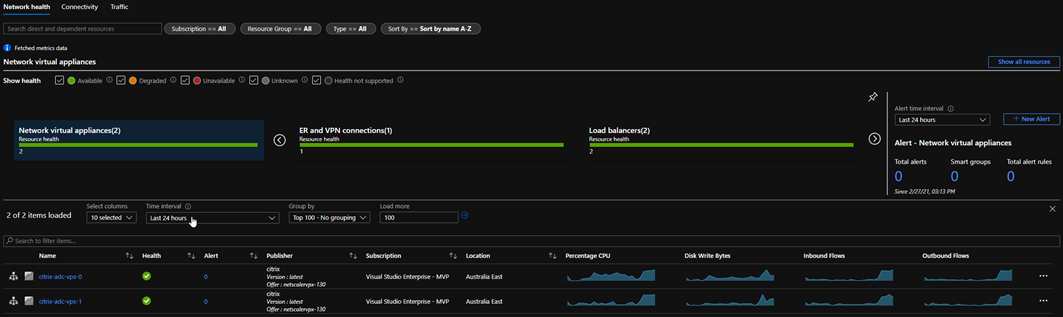 Network health Connectivity Traffic
Search direct and dependent resources Subscription == All Resource Group == All Type == All Sort By == Sort by name A-Z
Fetched metrics data
Network virtual appliances Show all resources
Show health Available Degraded Unavailable Unknown Health not supported
Alert time interval
Last 24 hours + New Alert
Network virtual appliances(2) ER and VPN connections(1) Load balancers(2)
Resource health Resource health Resource health
2 1 2
Alert - Network virtual appliances
Total alerts Smart groups Total alert rules
0 0 0
Since 2/27/21, 03:13 PM
2 of 2 items loaded
Select columns Time interval Group by Load more
10 selected Last 24 hours Top 100 - No grouping 100
Search to filter items...
Name Health Alert Publisher Subscription Location Percentage CPU Disk Write Bytes Inbound Flows Outbound Flows
citrix-adc-vpx-0 0 citrix Visual Studio Enterprise - MVP Australia East
Version : latest
Offer : netscalervpx-130
citrix-adc-vpx-1 0 citrix Visual Studio Enterprise - MVP Australia East
Version : latest
Offer : netscalervpx-130